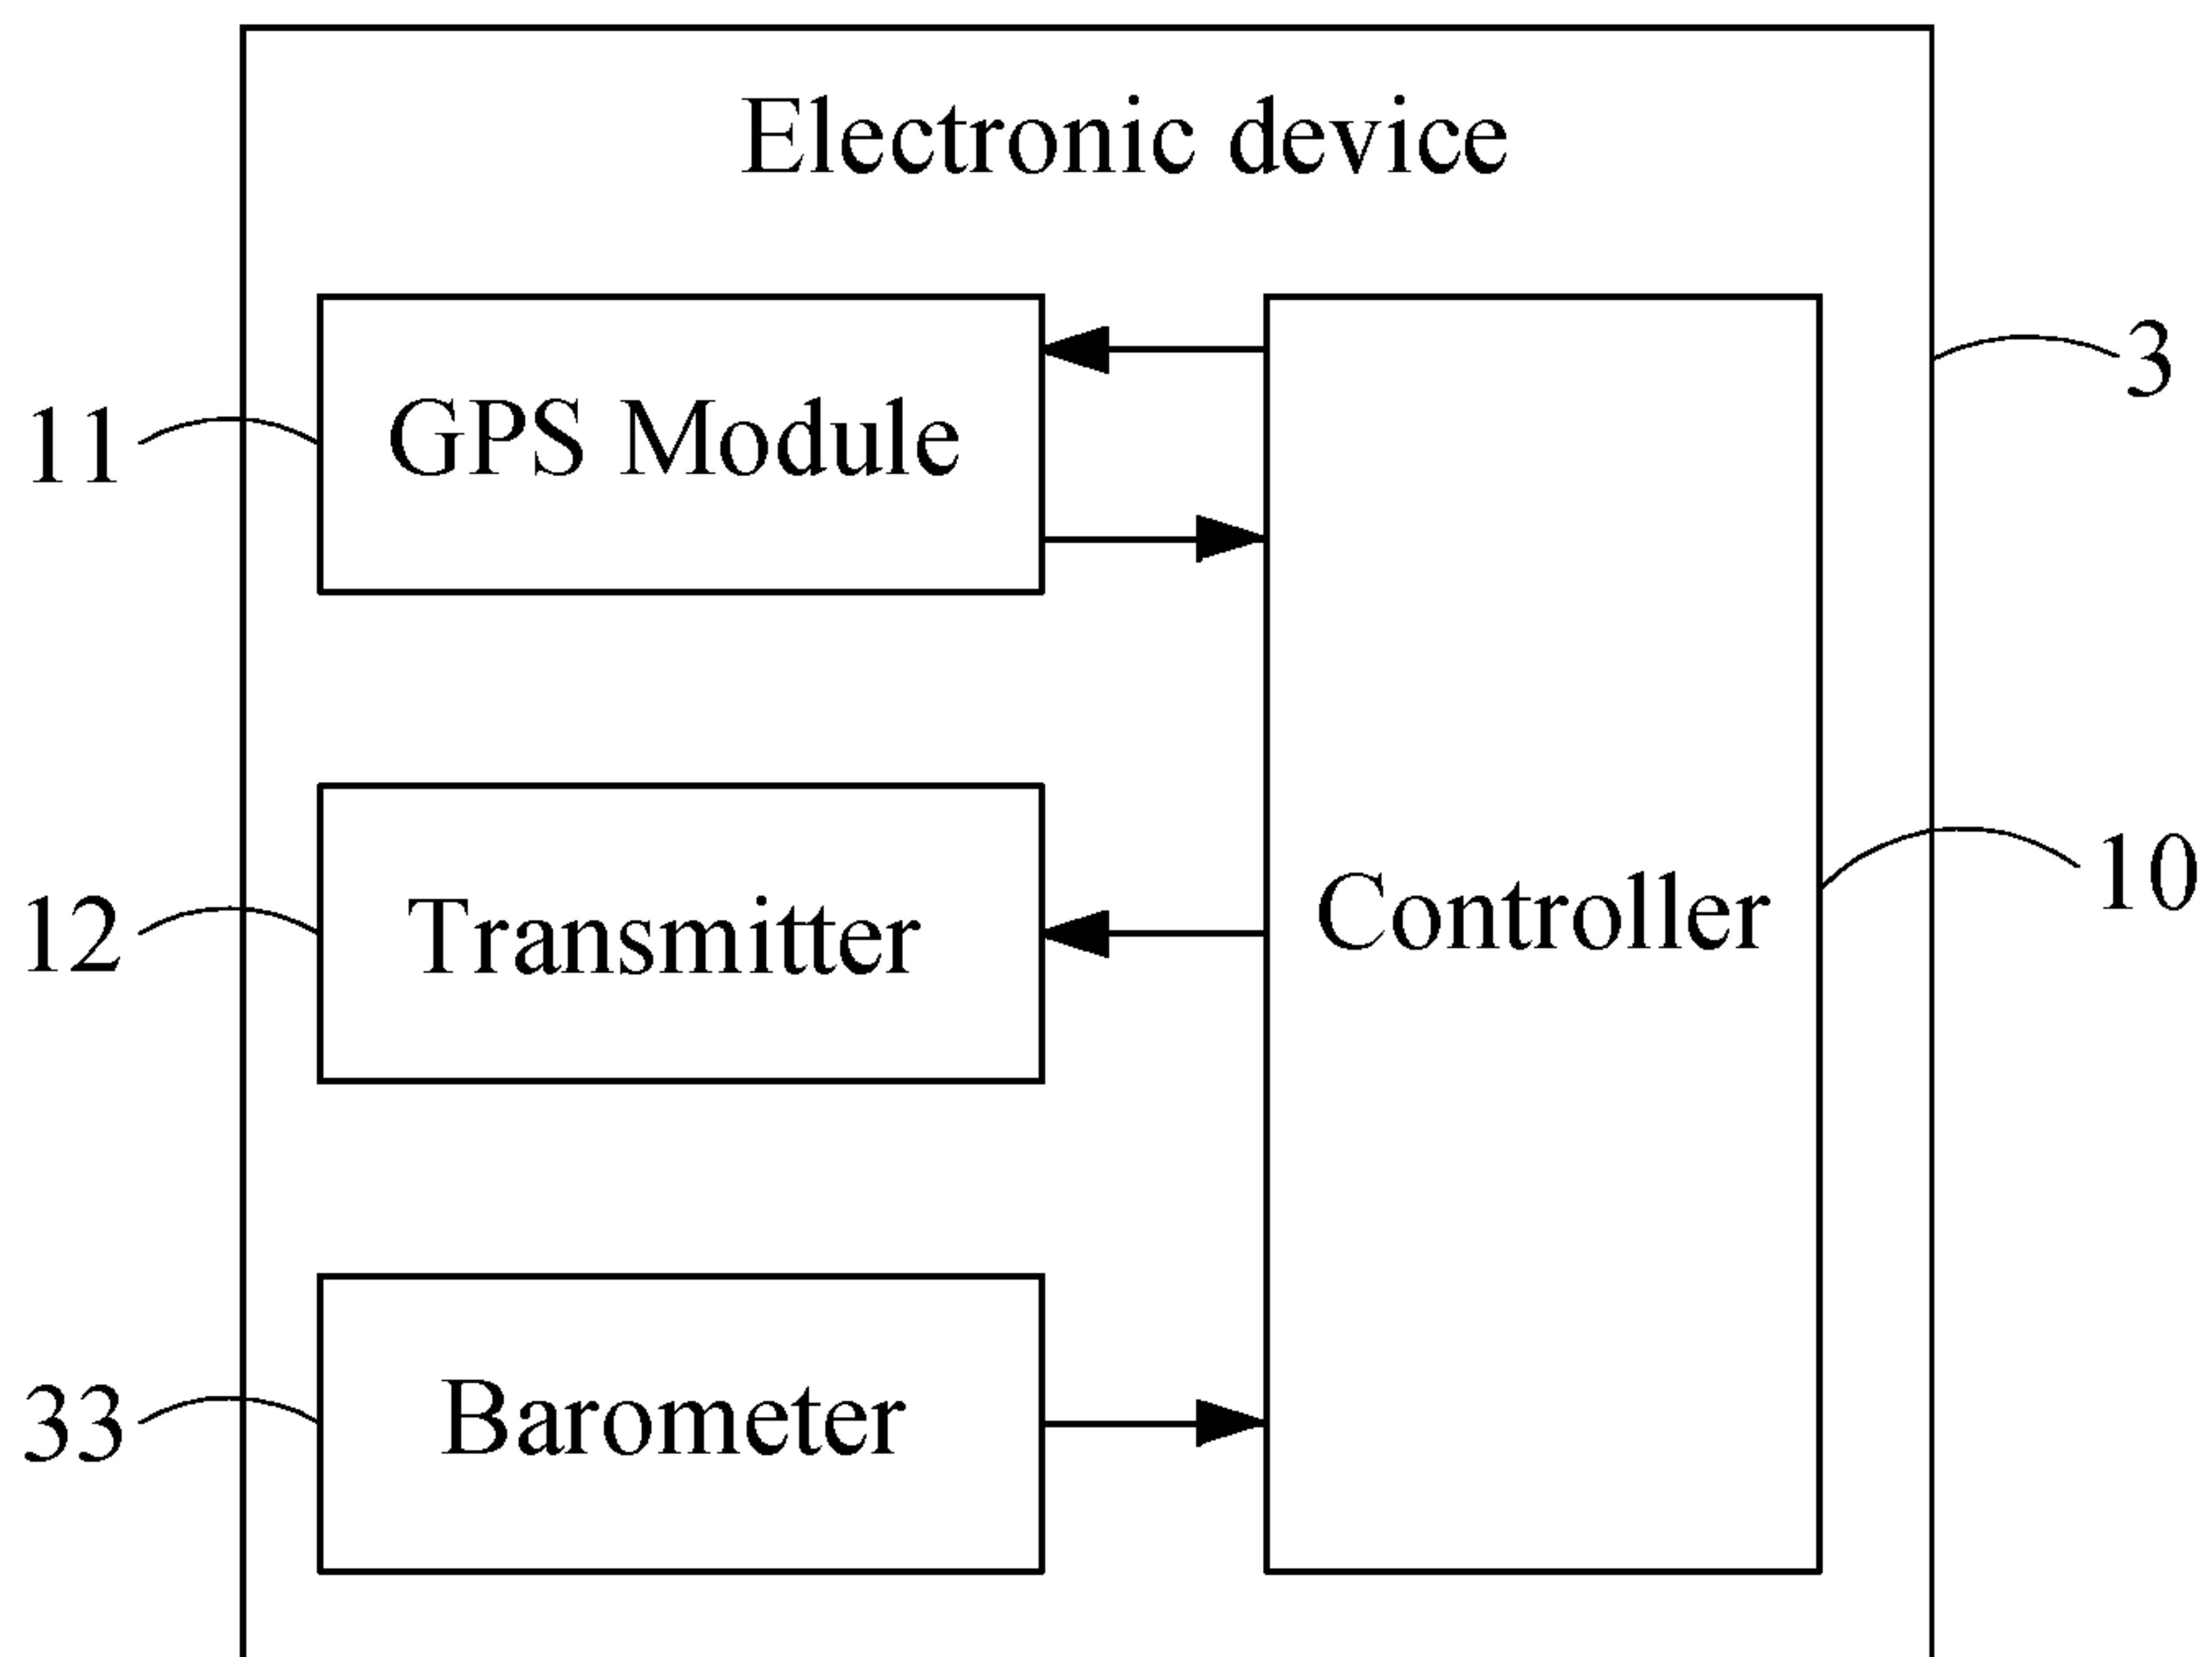 Electronic device
3
11
GPS Module
12
Transmitter
Controller
10
33
Barometer